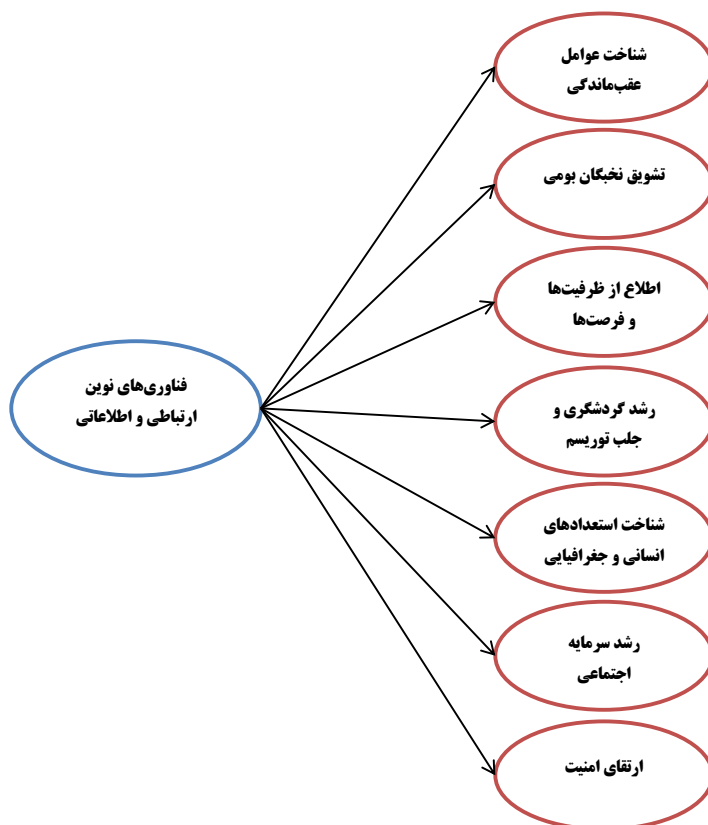 شناخت عوامل
عقب‌ماندگی
تشویق نخبگان بومی
اطلاع از ظرفیت‌ها
و فرصت‌ها
فناوری‌های نوین
ارتباطی و اطلاعاتی
رشد گردشگری و
جلب توریسم
شناخت استعدادهای
انسانی و جغرافیایی
رشد سرمایه
اجتماعی
ارتقای امنیت